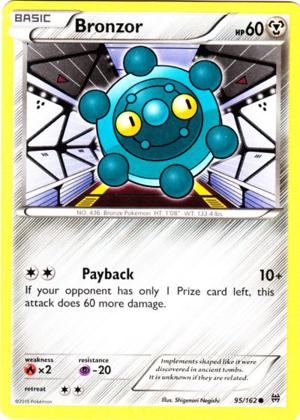 BASIC
Bronzor
HP60
NO. 436 Bronze Pokémon HT. 1'08" WT. 133.4 lbs.
Payback 10+
If your opponent has only 1 Prize card left, this
attack does 60 more damage.
weakness
×2
resistance
-20
retreat
Implements shaped like it were
discovered in ancient tombs.
It is unknown if they are related.
Illus. Shigenori Negishi
95/162
©2015 Pokémon